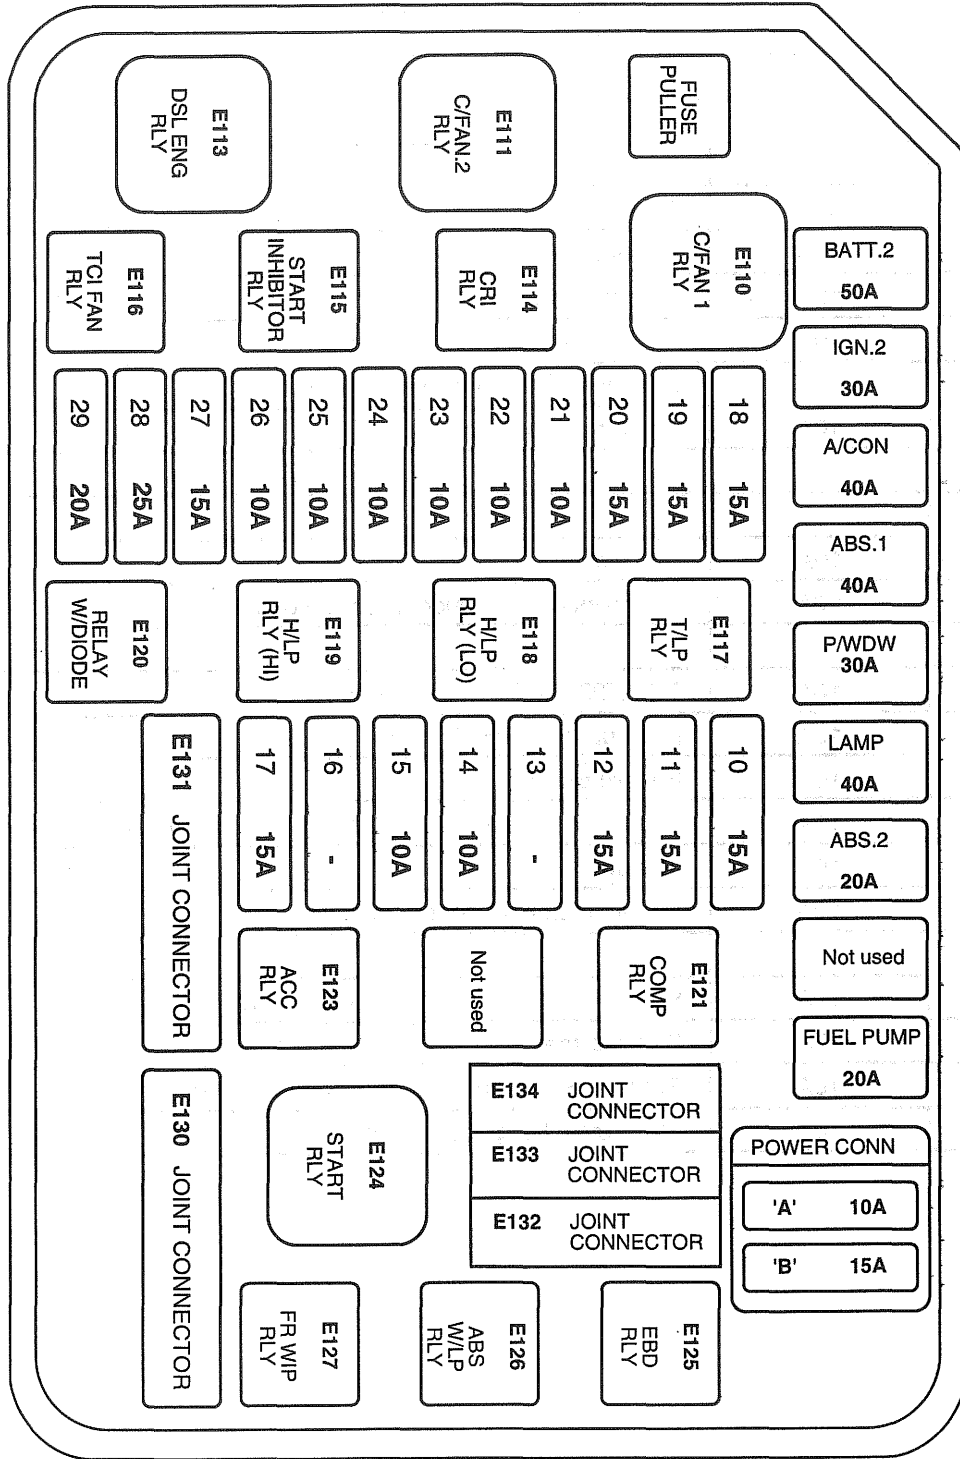 FUSE
PULLER
E111
C/FAN.2
RLY
E113
DSL ENG
RLY
E110
C/FAN 1
RLY
E114
CRI
RLY
E115
START
INHIBITOR
RLY
E116
TCI FAN
RLY
BATT.2
50A
IGN.2
30A
A/CON
40A
ABS.1
40A
P/WDW
30A
LAMP
40A
ABS.2
20A
Not used
FUEL PUMP
20A
18 15A
19 15A
20 15A
21 10A
22 10A
23 10A
24 10A
25 10A
26 10A
27 15A
28 25A
29 20A
E117
T/LP
RLY
E118
H/LP
RLY (LO)
E119
H/LP
RLY (HI)
E120
RELAY
W/DIODE
10 15A
11 15A
12 15A
13 -
14 10A
15 10A
16 -
17 15A
E131 JOINT CONNECTOR
E121
COMP
RLY
Not used
E123
ACC
RLY
E130 JOINT CONNECTOR
E134 JOINT
CONNECTOR
E133 JOINT
CONNECTOR
E132 JOINT
CONNECTOR
E124
START
RLY
POWER CONN
'A' 10A
'B' 15A
E125
EBD
RLY
E126
ABS
W/LP
RLY
E127
FR WIP
RLY